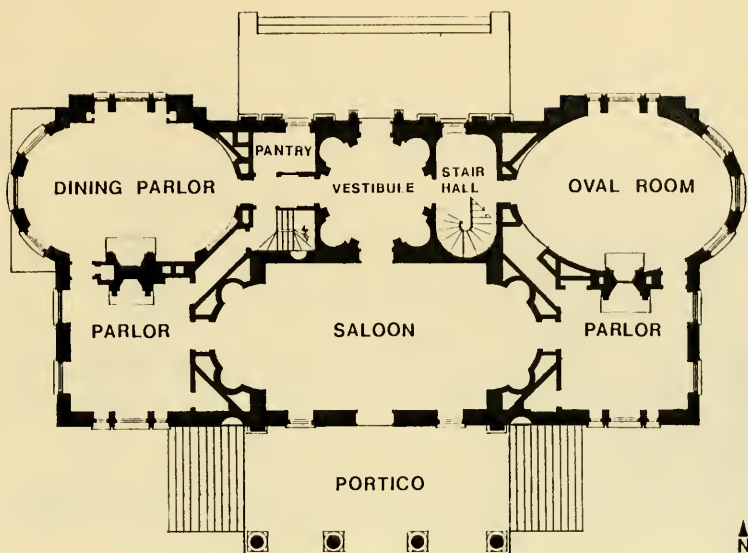 PANTRY
DINING PARLOR
VESTIBULE
STAIR
HALL
OVAL ROOM
PARLOR
SALOON
PARLOR
PORTICO
N